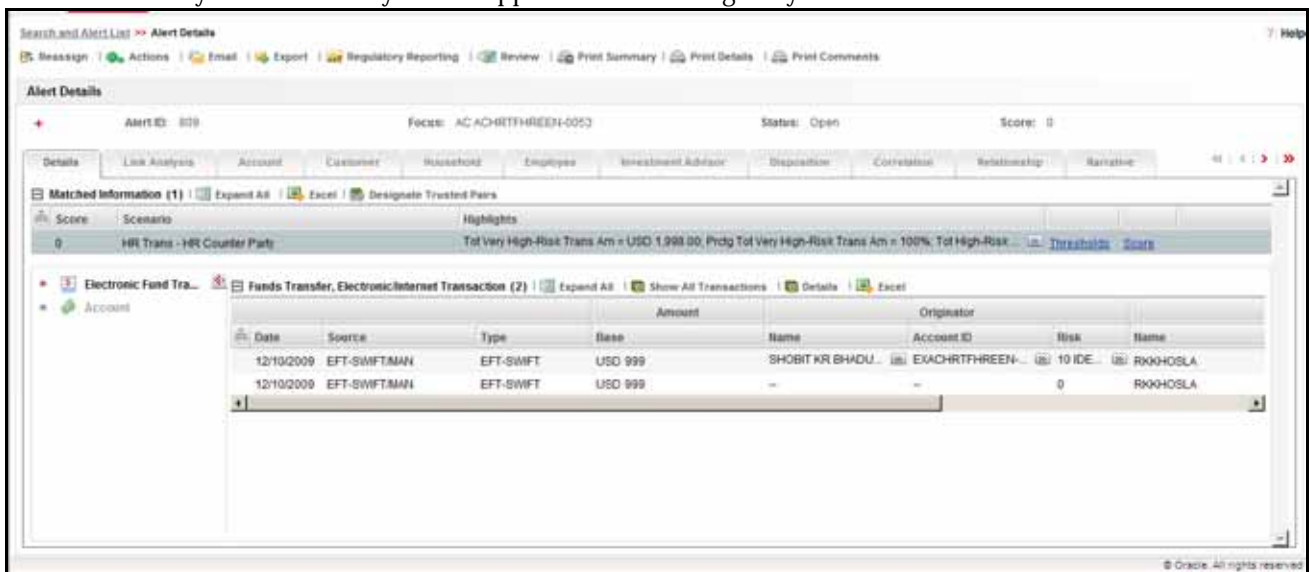 Search and Alert List >> Alert Details
? Help
Reassign | Actions | Email | Export | Regulatory Reporting | Review | Print Summary | Print Details | Print Comments
Alert Details
Alert ID: 809 Focus: AC ACHRTFHREEN-0053 Status: Open Score: 0
Details Link Analysis Account Customer Household Employee Investment Advisor Disposition Correlation Relationship Narrative
Matched Information (1) | Expand All | Excel | Designate Trusted Pairs
Score Scenario Highlights
0 HR Trans - HR Counter Party Tot Very High-Risk Trans Am = USD 1,998.00; Prctg Tot Very High-Risk Trans Am = 100%; Tot High-Risk ... Thresholds Score
Electronic Fund Tra...
Account
Funds Transfer, Electronic/Internet Transaction (2) | Expand All | Show All Transactions | Details | Excel
Amount Originator
Date Source Type Base Name Account ID Risk Name
12/10/2009 EFT-SWIFT/MAN EFT-SWIFT USD 999 SHOBIT KR BHADU... EXACHRTFHREEN-... 10 IDE... RKKHOSLA
12/10/2009 EFT-SWIFT/MAN EFT-SWIFT USD 999 -- -- 0 RKKHOSLA
© Oracle. All rights reserved